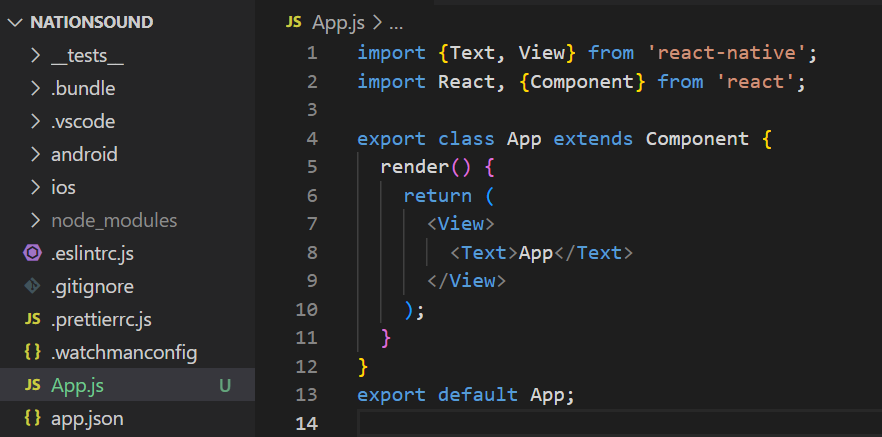 NATIONSOUND
__tests__
.bundle
.vscode
android
ios
node_modules
.eslintrc.js
.gitignore
JS .prettierrc.js
{} .watchmanconfig
JS App.js U
{} app.json
JS App.js > ...
1 import {Text, View} from 'react-native';
2 import React, {Component} from 'react';
3
4 export class App extends Component {
5   render() {
6     return (
7       <View>
8         <Text>App</Text>
9       </View>
10     );
11   }
12 }
13 export default App;
14